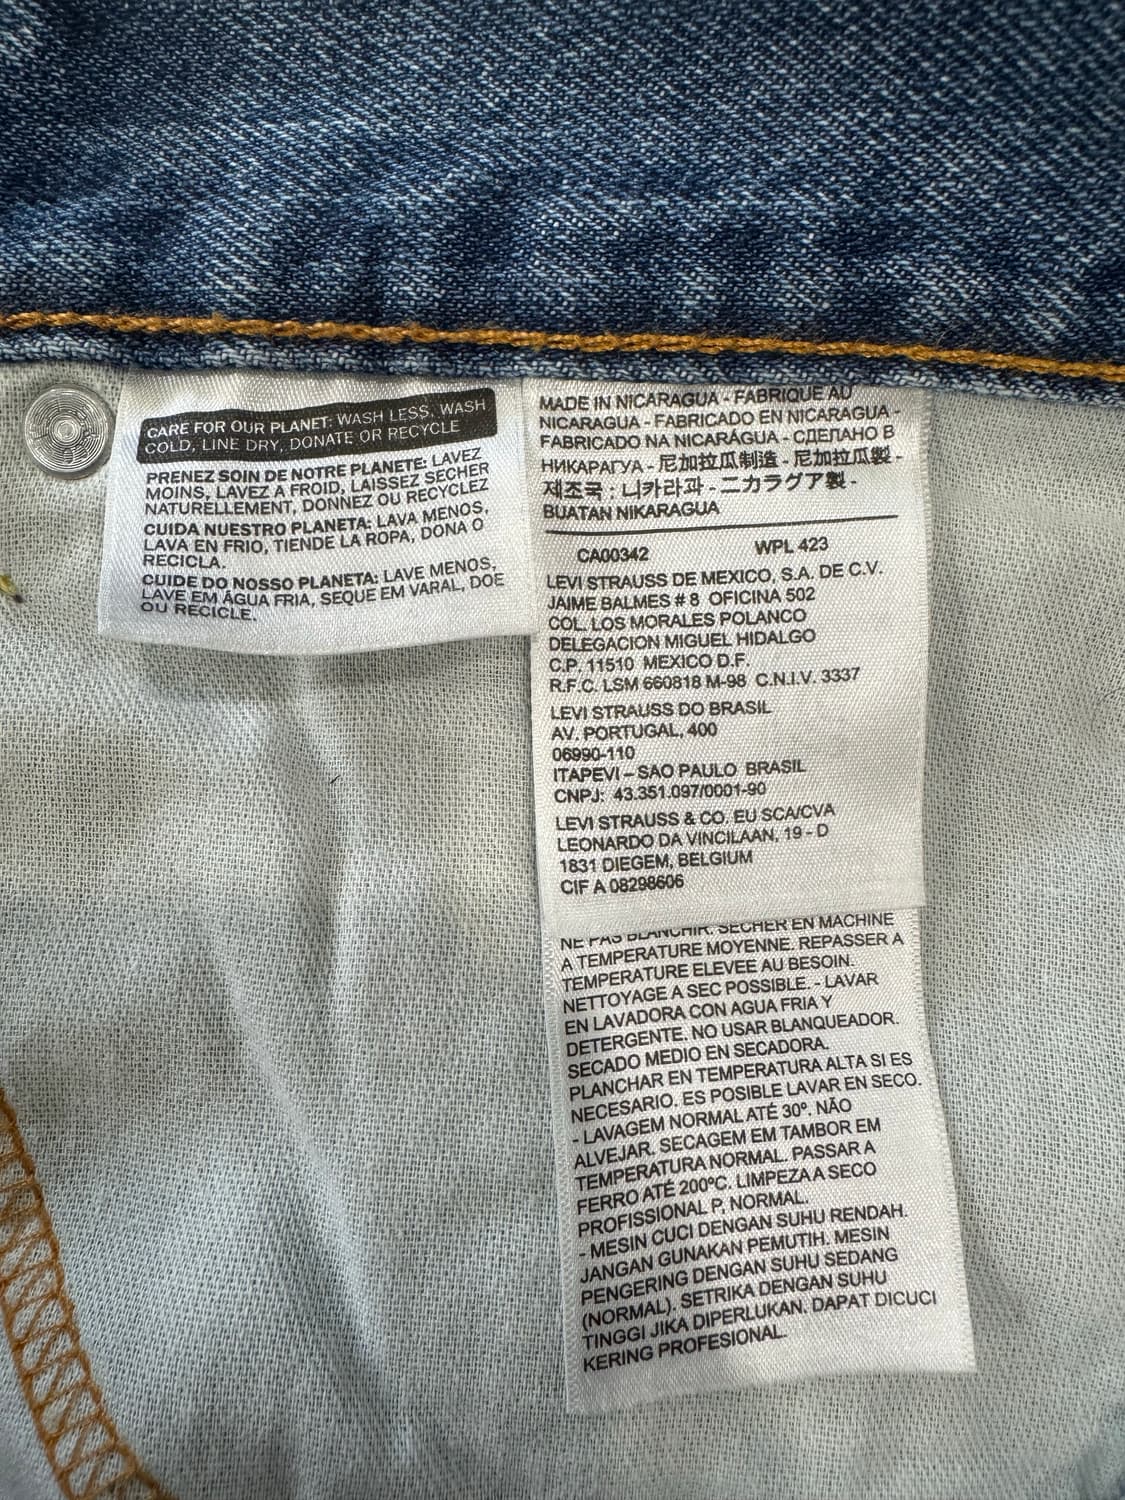 CARE FOR OUR PLANET: WASH LESS, WASH
COLD, LINE DRY, DONATE OR RECYCLE
PRENEZ SOIN DE NOTRE PLANETE: LAVEZ
MOINS, LAVEZ A FROID, LAISSEZ SECHER
NATURELLEMENT, DONNEZ OU RECYCLEZ
CUIDA NUESTRO PLANETA: LAVA MENOS,
LAVA EN FRIO, TIENDE LA ROPA, DONA O
RECICLA.
CUIDE DO NOSSO PLANETA: LAVE MENOS,
LAVE EM ÁGUA FRIA, SEQUE EM VARAL, DOE
OU RECICLE.
MADE IN NICARAGUA - FABRIQUE AU
NICARAGUA - FABRICADO EN NICARAGUA -
FABRICADO NA NICARÁGUA - СДЕЛАНО В
НИКАРАГУА - 尼加拉瓜制造 - 尼加拉瓜製 -
제조국 : 니카라과 - ニカラグア製 -
BUATAN NIKARAGUA
CA00342 WPL 423
LEVI STRAUSS DE MEXICO, S.A. DE C.V.
JAIME BALMES # 8 OFICINA 502
COL. LOS MORALES POLANCO
DELEGACION MIGUEL HIDALGO
C.P. 11510 MEXICO D.F.
R.F.C. LSM 660818 M-98 C.N.I.V. 3337
LEVI STRAUSS DO BRASIL
AV. PORTUGAL, 400
06990-110
ITAPEVI – SAO PAULO BRASIL
CNPJ: 43.351.097/0001-90
LEVI STRAUSS & CO. EU SCA/CVA
LEONARDO DA VINCILAAN, 19 - D
1831 DIEGEM, BELGIUM
CIF A 08298606
NE PAS BLANCHIR. SECHER EN MACHINE
A TEMPERATURE MOYENNE. REPASSER A
TEMPERATURE ELEVEE AU BESOIN.
NETTOYAGE A SEC POSSIBLE. - LAVAR
EN LAVADORA CON AGUA FRIA Y
DETERGENTE. NO USAR BLANQUEADOR.
SECADO MEDIO EN SECADORA.
PLANCHAR EN TEMPERATURA ALTA SI ES
NECESARIO. ES POSIBLE LAVAR EN SECO.
- LAVAGEM NORMAL ATÉ 30º. NÃO
ALVEJAR. SECAGEM EM TAMBOR EM
TEMPERATURA NORMAL. PASSAR A
FERRO ATÉ 200ºC. LIMPEZA A SECO
PROFISSIONAL P, NORMAL.
- MESIN CUCI DENGAN SUHU RENDAH.
JANGAN GUNAKAN PEMUTIH. MESIN
PENGERING DENGAN SUHU SEDANG
(NORMAL). SETRIKA DENGAN SUHU
TINGGI JIKA DIPERLUKAN. DAPAT DICUCI
KERING PROFESIONAL.